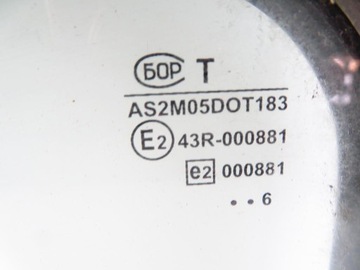 БОР Т
AS2M05DOT183
E2 43R-000881
e2 000881
• • 6